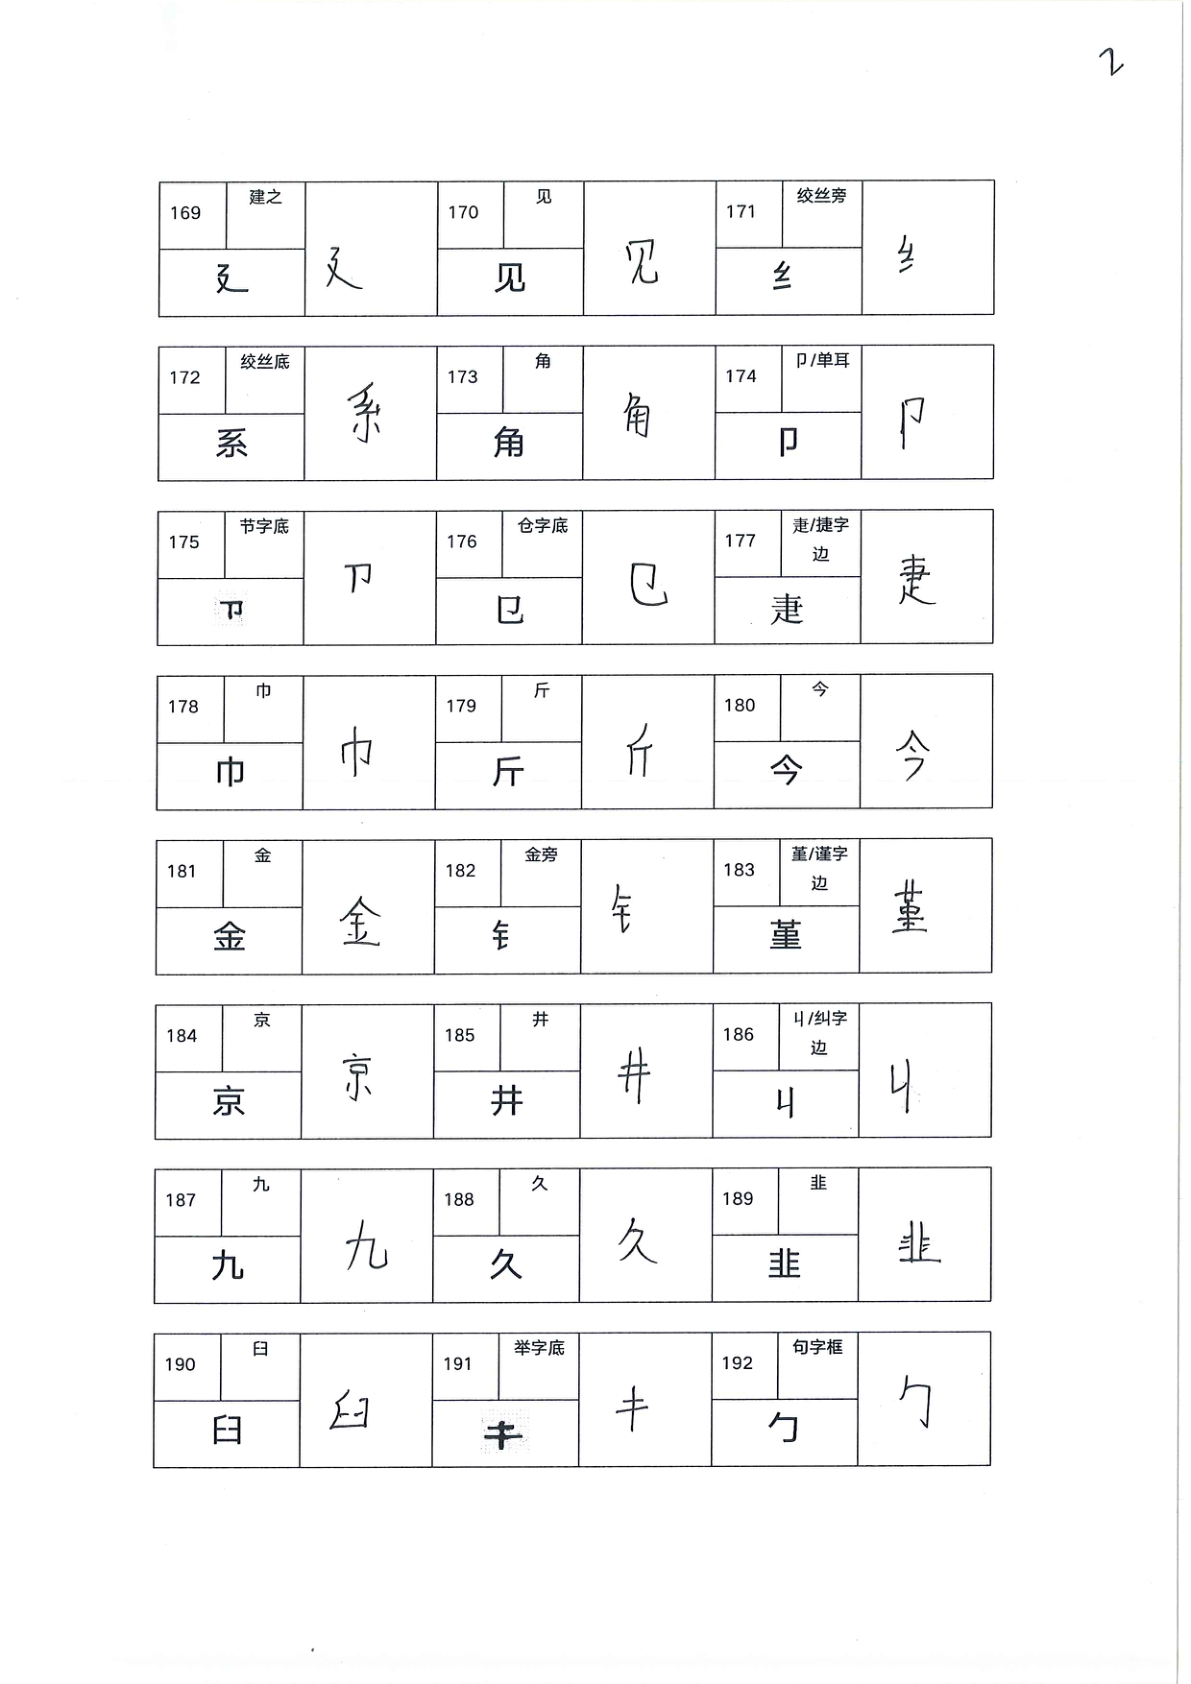 2
169 建之 廴 廴
170 见 见 见
171 绞丝旁 纟 纟
172 绞丝底 系 系
173 角 角 角
174 卩/单耳 卩 卩
175 节字底 卪 卪
176 仓字底 㔾 㔾
177 疌/捷字边 疌 疌
178 巾 巾 巾
179 斤 斤 斤
180 今 今 今
181 金 金 金
182 金旁 钅 钅
183 堇/谨字边 堇 堇
184 京 京 京
185 井 井 井
186 丩/纠字边 丩 丩
187 九 九 九
188 久 久 久
189 韭 韭 韭
190 臼 臼 臼
191 举字底 キ キ
192 句字框 勹 勹